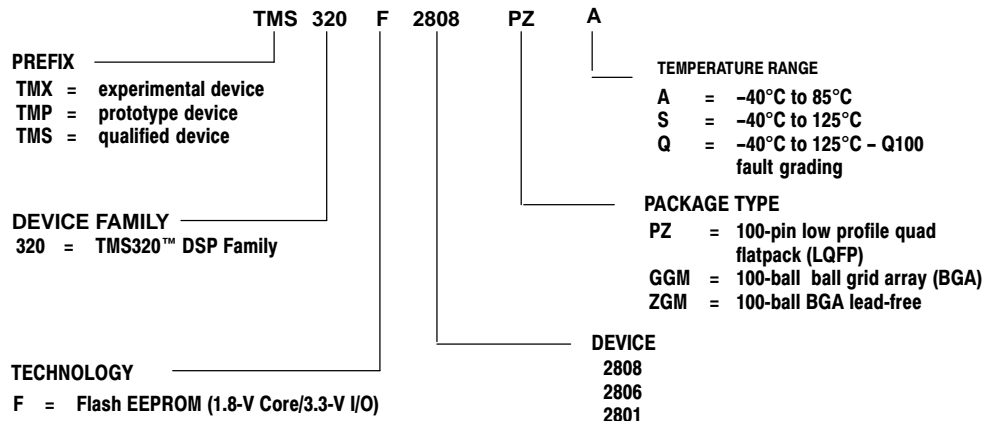 TMS 320 F 2808 PZ A
PREFIX
TMX = experimental device
TMP = prototype device
TMS = qualified device
TEMPERATURE RANGE
A = −40°C to 85°C
S = −40°C to 125°C
Q = −40°C to 125°C − Q100
fault grading
DEVICE FAMILY
320 = TMS320™ DSP Family
PACKAGE TYPE
PZ = 100-pin low profile quad
flatpack (LQFP)
GGM = 100-ball ball grid array (BGA)
ZGM = 100-ball BGA lead-free
TECHNOLOGY
F = Flash EEPROM (1.8-V Core/3.3-V I/O)
DEVICE
2808
2806
2801